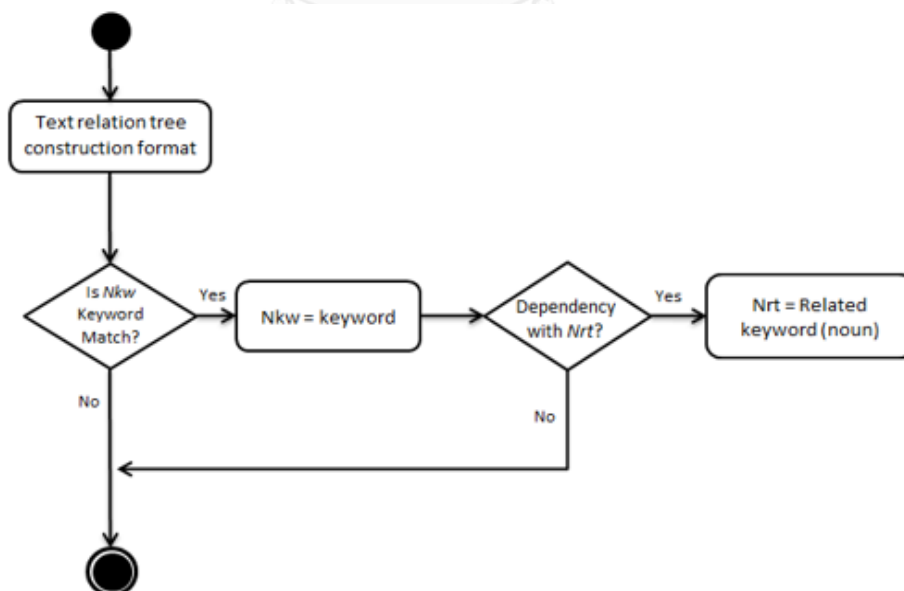 Text relation tree
construction format
Is Nkw
Keyword
Match?
Yes
Nkw = keyword
Dependency
with Nrt?
Yes
Nrt = Related
keyword (noun)
No
No